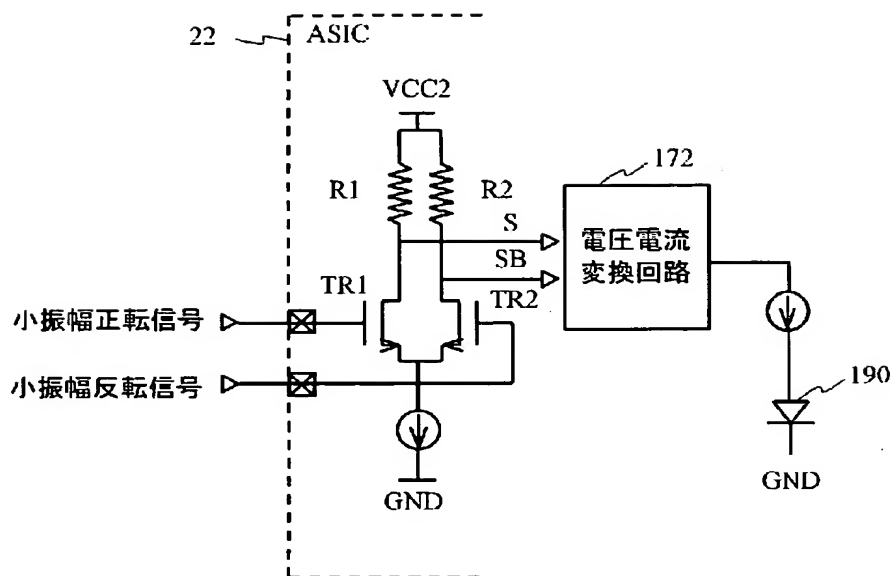 22
ASIC
VCC2
R1
R2
172
S
電圧電流
変換回路
SB
TR1
TR2
小振幅正転信号
小振幅反転信号
190
GND
GND